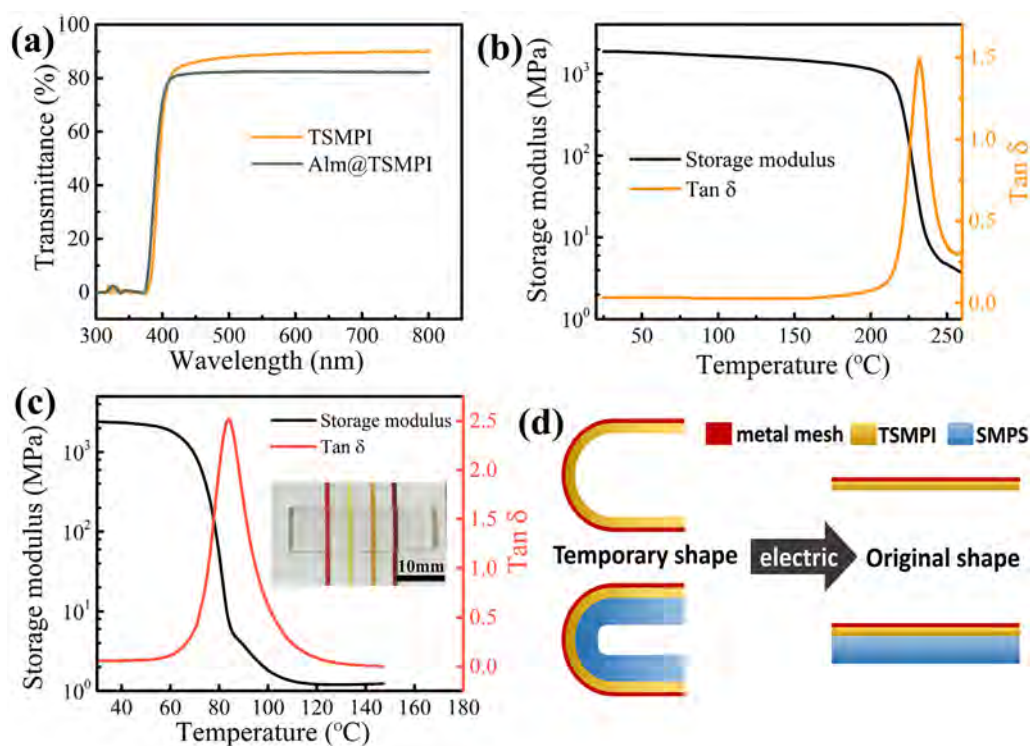 (a)
100
80
60
40
20
0
Transmittance (%)
TSMPI
Alm@TSMPI
300 400 500 600 700 800 900
Wavelength (nm)
(b)
10³
10²
10¹
10⁰
Storage modulus (MPa)
Storage modulus
Tan δ
1.5
1.0
0.5
0.0
Tan δ
50 100 150 200 250
Temperature (°C)
(c)
10³
10²
10¹
10⁰
Storage modulus (MPa)
Storage modulus
Tan δ
10mm
2.5
2.0
1.5
1.0
0.5
0.0
Tan δ
40 60 80 100 120 140 160 180
Temperature (°C)
(d)
metal mesh TSMPI SMPS
Temporary shape electric Original shape